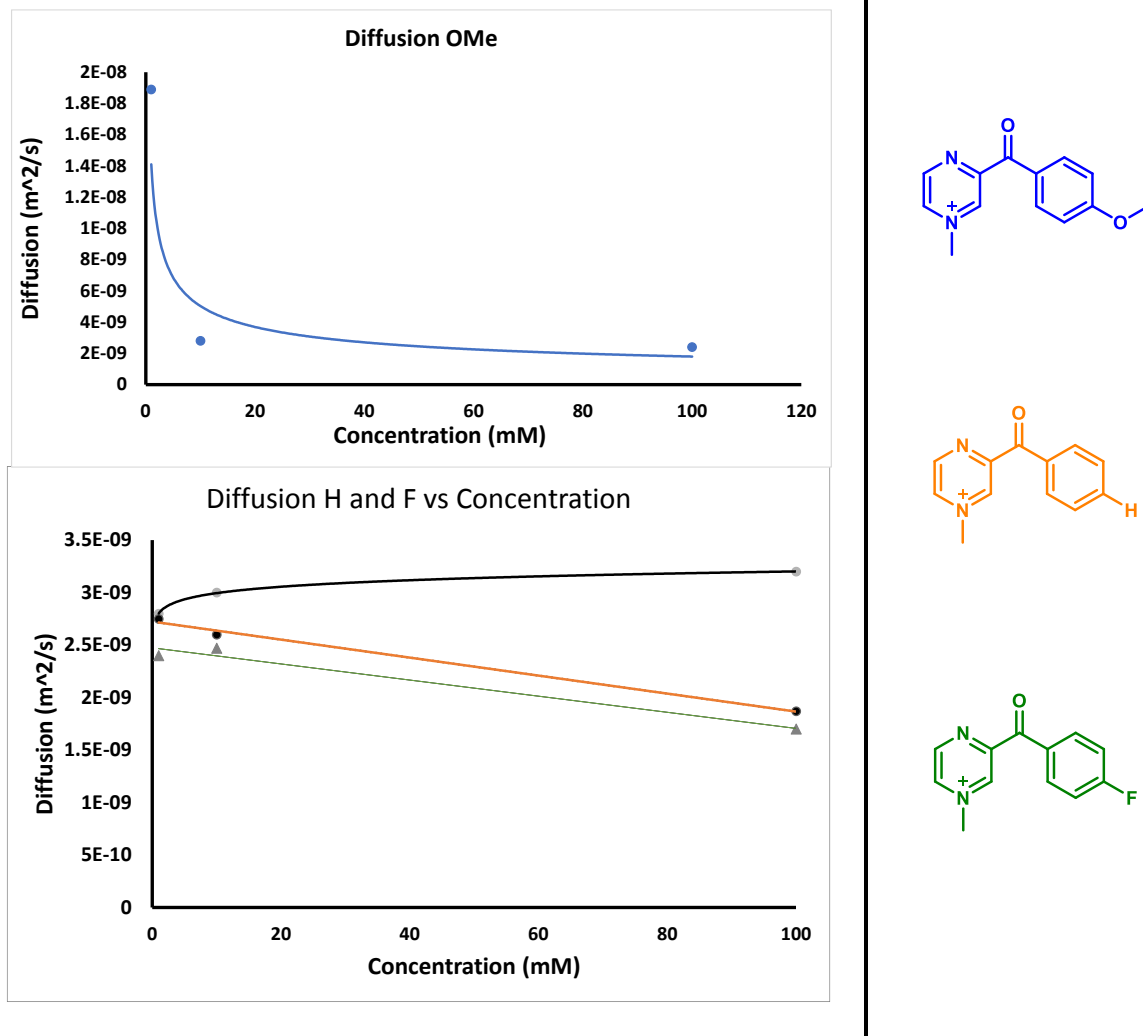 Diffusion OMe
Diffusion (m^2/s)
2E-08
1.8E-08
1.6E-08
1.4E-08
1.2E-08
1E-08
8E-09
6E-09
4E-09
2E-09
0
0 20 40 60 80 100 120
Concentration (mM)
Diffusion H and F vs Concentration
Diffusion (m^2/s)
3.5E-09
3E-09
2.5E-09
2E-09
1.5E-09
1E-09
5E-10
0
0 20 40 60 80 100
Concentration (mM)
O
N
+
N
O
O
N
+
N
H
O
N
+
N
F